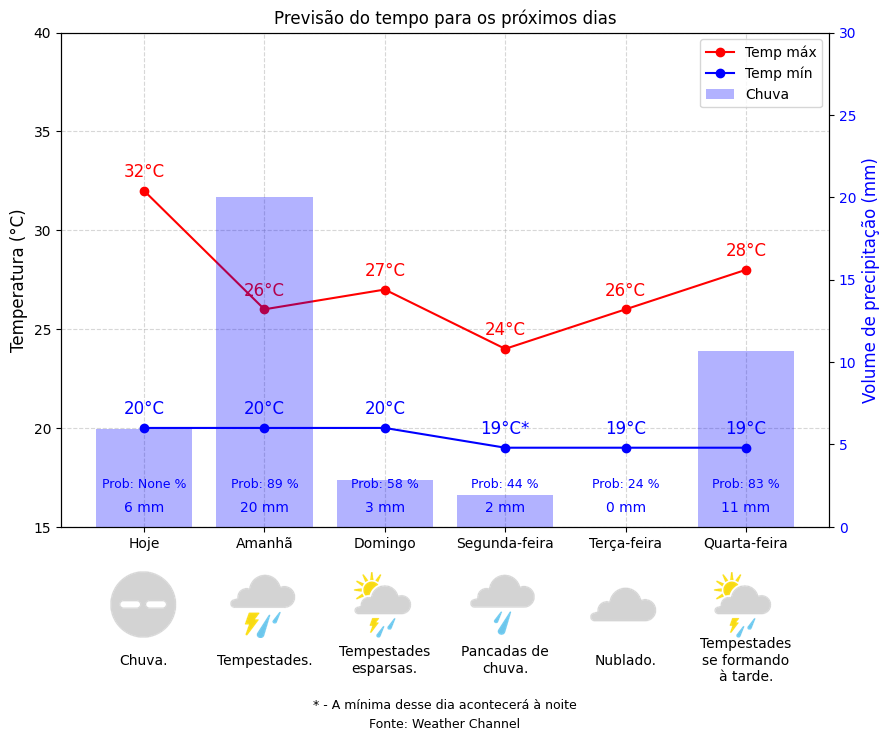 Previsão do tempo para os próximos dias
Temperatura (°C)
40
35
30
25
20
15
Volume de precipitação (mm)
30
25
20
15
10
5
0
Temp máx
Temp mín
Chuva
32°C
26°C
27°C
24°C
26°C
28°C
20°C
20°C
20°C
19°C*
19°C
19°C
Prob: None %
Prob: 89 %
Prob: 58 %
Prob: 44 %
Prob: 24 %
Prob: 83 %
6 mm
20 mm
3 mm
2 mm
0 mm
11 mm
Hoje
Amanhã
Domingo
Segunda-feira
Terça-feira
Quarta-feira
Chuva.
Tempestades.
Tempestades
esparsas.
Pancadas de
chuva.
Nublado.
Tempestades
se formando
à tarde.
* - A mínima desse dia acontecerá à noite
Fonte: Weather Channel